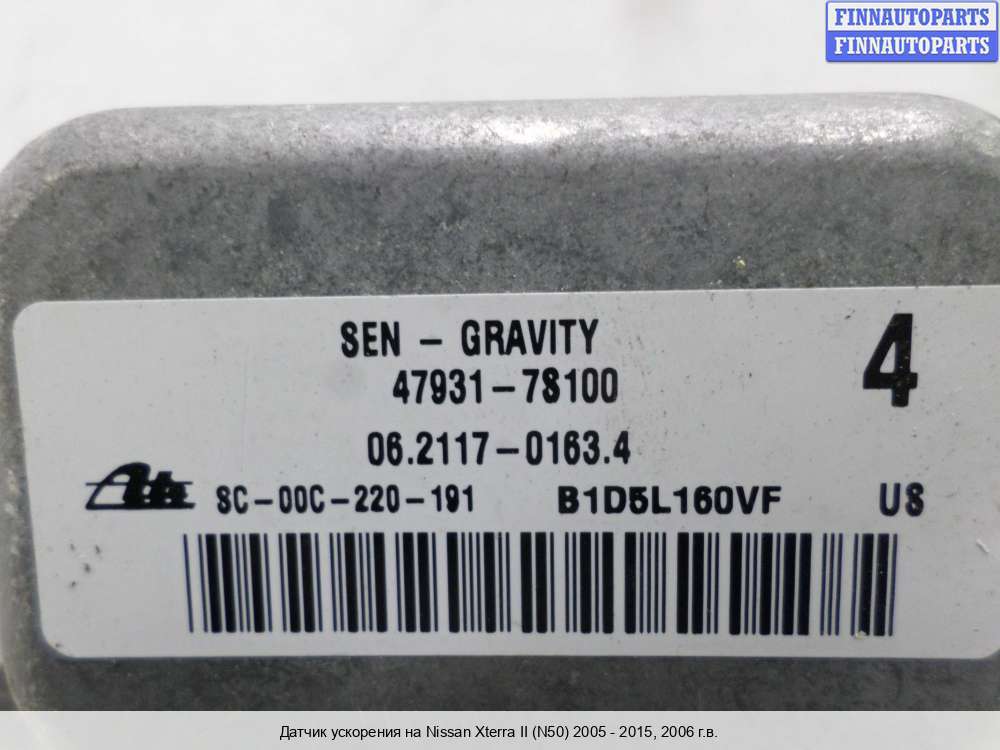 FINNAUTOPARTS
FINNAUTOPARTS
SEN - GRAVITY
4
47931-7S100
06.2117-0163.4
Ate SC-00C-220-191 B1D5L160VF US
Датчик ускорения на Nissan Xterra II (N50) 2005 - 2015, 2006 г.в.